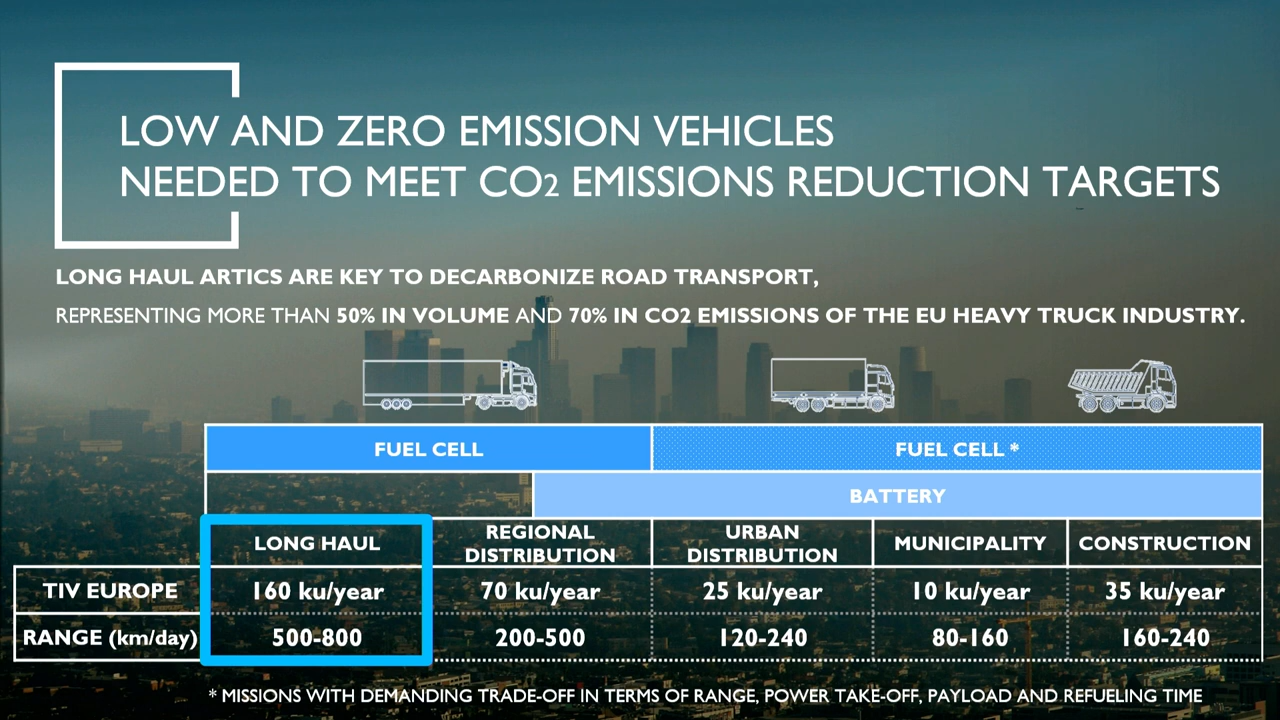 LOW AND ZERO EMISSION VEHICLES
NEEDED TO MEET CO2 EMISSIONS REDUCTION TARGETS
LONG HAUL ARTICS ARE KEY TO DECARBONIZE ROAD TRANSPORT,
REPRESENTING MORE THAN 50% IN VOLUME AND 70% IN CO2 EMISSIONS OF THE EU HEAVY TRUCK INDUSTRY.
FUEL CELL FUEL CELL *
BATTERY
LONG HAUL REGIONAL DISTRIBUTION URBAN DISTRIBUTION MUNICIPALITY CONSTRUCTION
TIV EUROPE 160 ku/year 70 ku/year 25 ku/year 10 ku/year 35 ku/year
RANGE (km/day) 500-800 200-500 120-240 80-160 160-240
* MISSIONS WITH DEMANDING TRADE-OFF IN TERMS OF RANGE, POWER TAKE-OFF, PAYLOAD AND REFUELING TIME